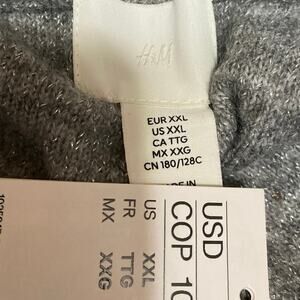 H&M
EUR XXL
US XXL
CA TTG
MX XXG
CN 180/128C
IN
USD
COP 10
US XXL
FR TTG
MX XXG